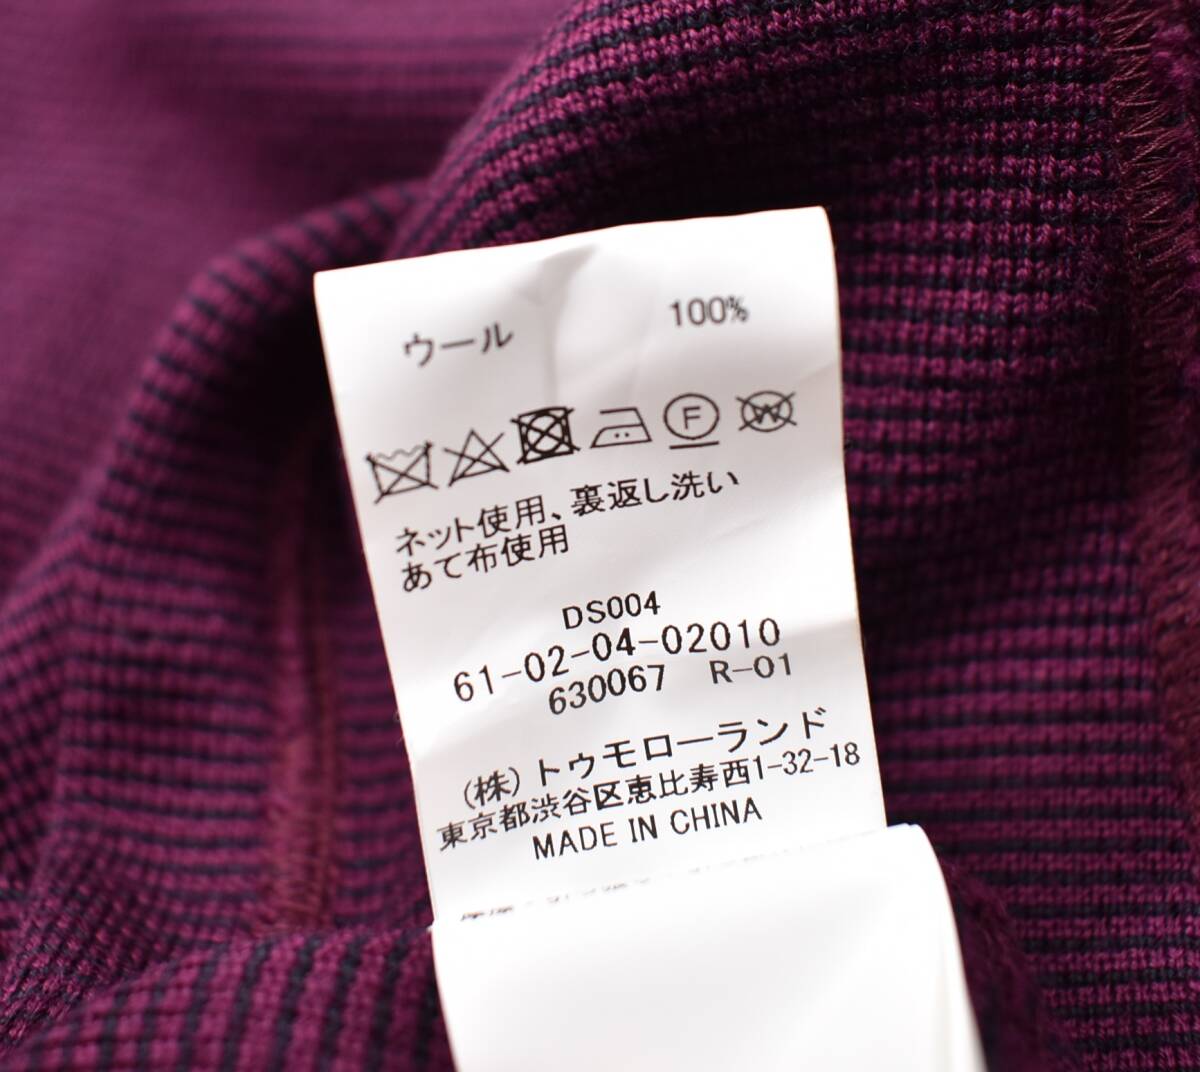 ウール 100%
F W
ネット使用、裏返し洗い
あて布使用
DS004
61-02-04-02010
630067 R-01
(株)トゥモローランド
東京都渋谷区恵比寿西1-32-18
MADE IN CHINA